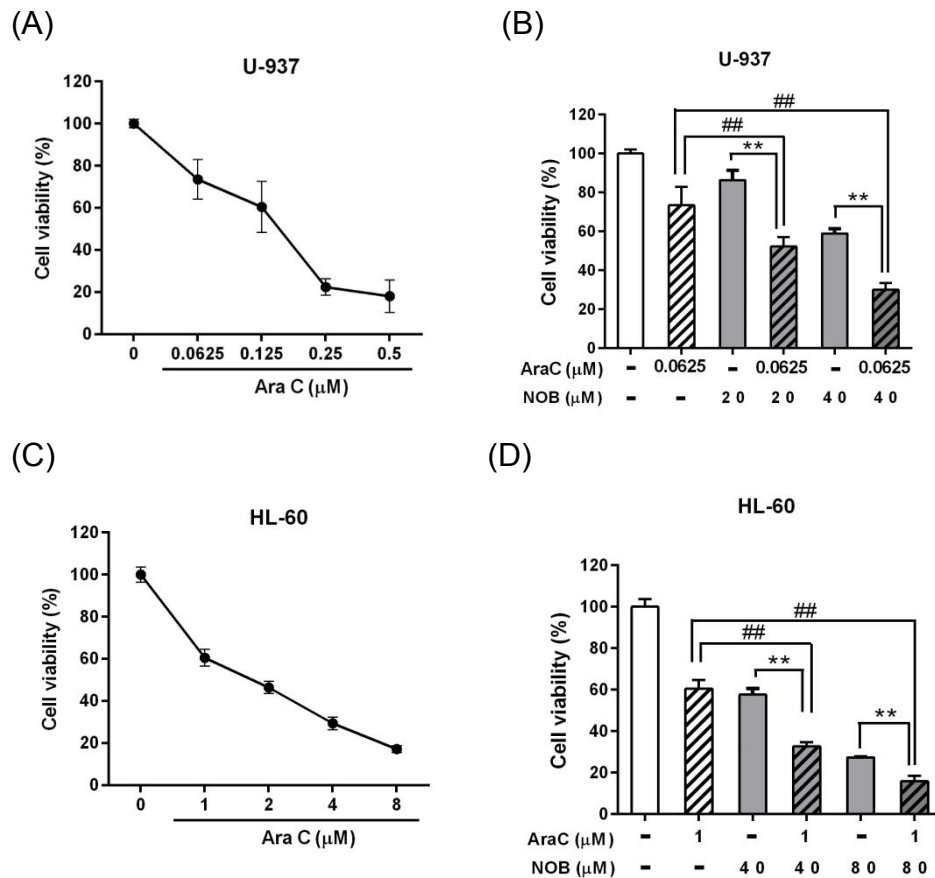 (A)
U-937
Cell viability (%)
120
100
80
60
40
20
0
0 0.0625 0.125 0.25 0.5
Ara C (μM)
(B)
U-937
Cell viability (%)
120
100
80
60
40
20
0
##
##
**
**
AraC (μM) - 0.0625 - 0.0625 - 0.0625
NOB (μM) - - 20 20 40 40
(C)
HL-60
Cell viability (%)
120
100
80
60
40
20
0
0 1 2 4 8
Ara C (μM)
(D)
HL-60
Cell viability (%)
120
100
80
60
40
20
0
##
##
**
**
AraC (μM) - 1 - 1 - 1
NOB (μM) - - 40 40 80 80